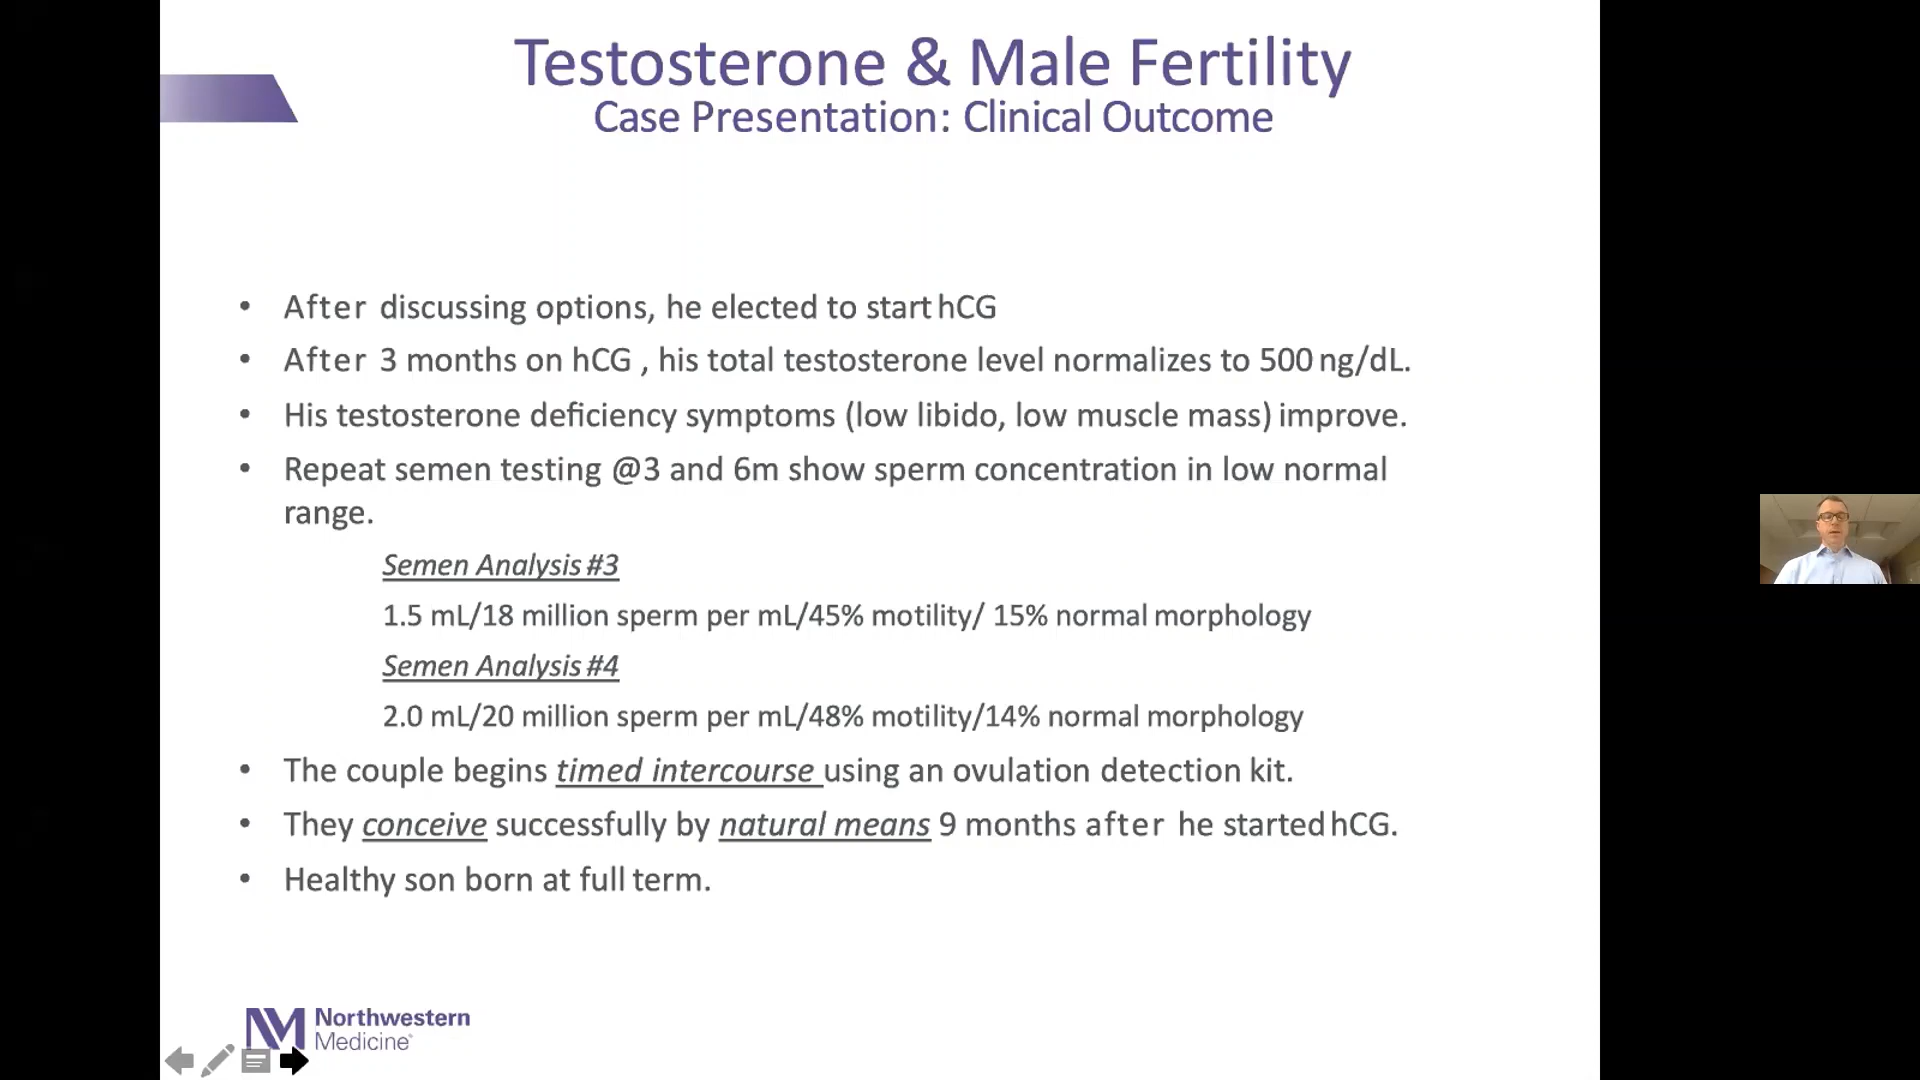 Testosterone & Male Fertility
Case Presentation: Clinical Outcome
• After discussing options, he elected to start hCG
• After 3 months on hCG , his total testosterone level normalizes to 500 ng/dL.
• His testosterone deficiency symptoms (low libido, low muscle mass) improve.
• Repeat semen testing @3 and 6m show sperm concentration in low normal
range.
Semen Analysis #3
1.5 mL/18 million sperm per mL/45% motility/ 15% normal morphology
Semen Analysis #4
2.0 mL/20 million sperm per mL/48% motility/14% normal morphology
• The couple begins timed intercourse using an ovulation detection kit.
• They conceive successfully by natural means 9 months after he started hCG.
• Healthy son born at full term.
NM Northwestern
Medicine